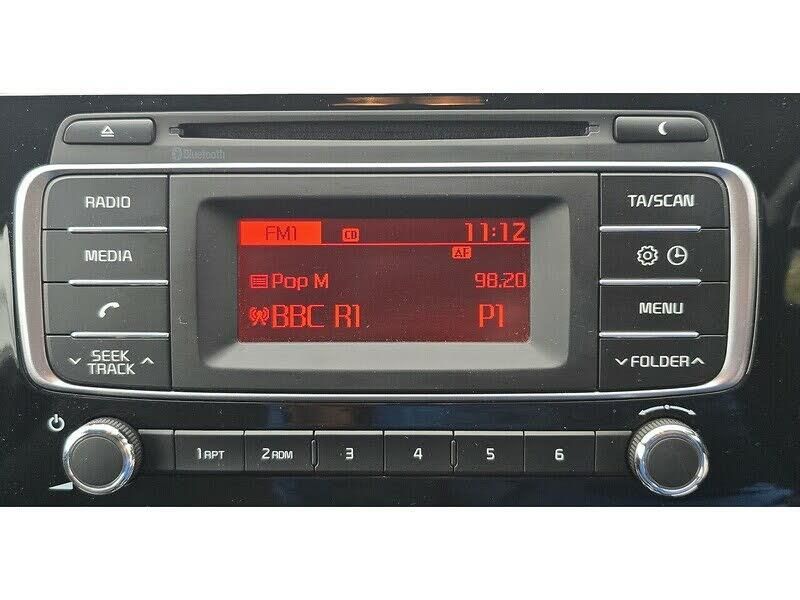 Bluetooth
RADIO
MEDIA
SEEK
TRACK
FM1 CD 11:12
AF
Pop M 98.20
BBC R1 P1
TA/SCAN
MENU
FOLDER
1 RPT 2 RDM 3 4 5 6